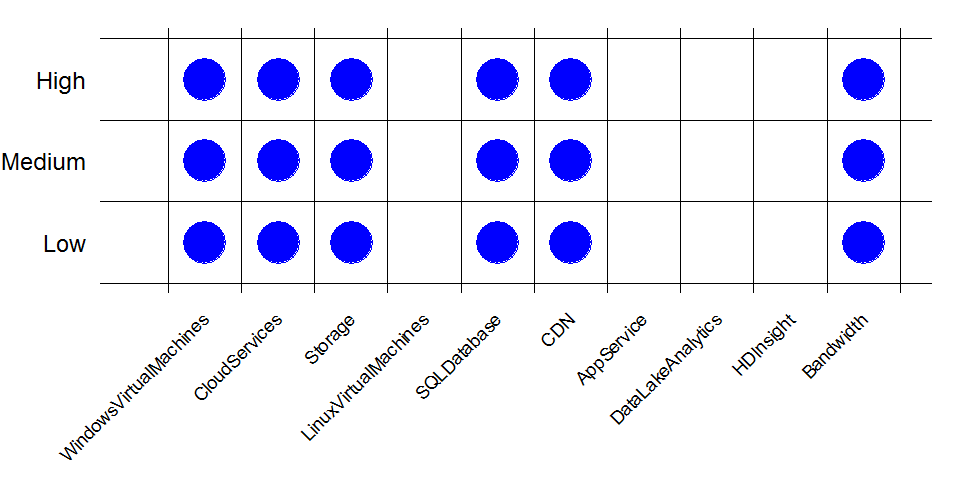 High
Medium
Low
WindowsVirtualMachines
CloudServices
Storage
LinuxVirtualMachines
SQLDatabase
CDN
AppService
DataLakeAnalytics
HDInsight
Bandwidth